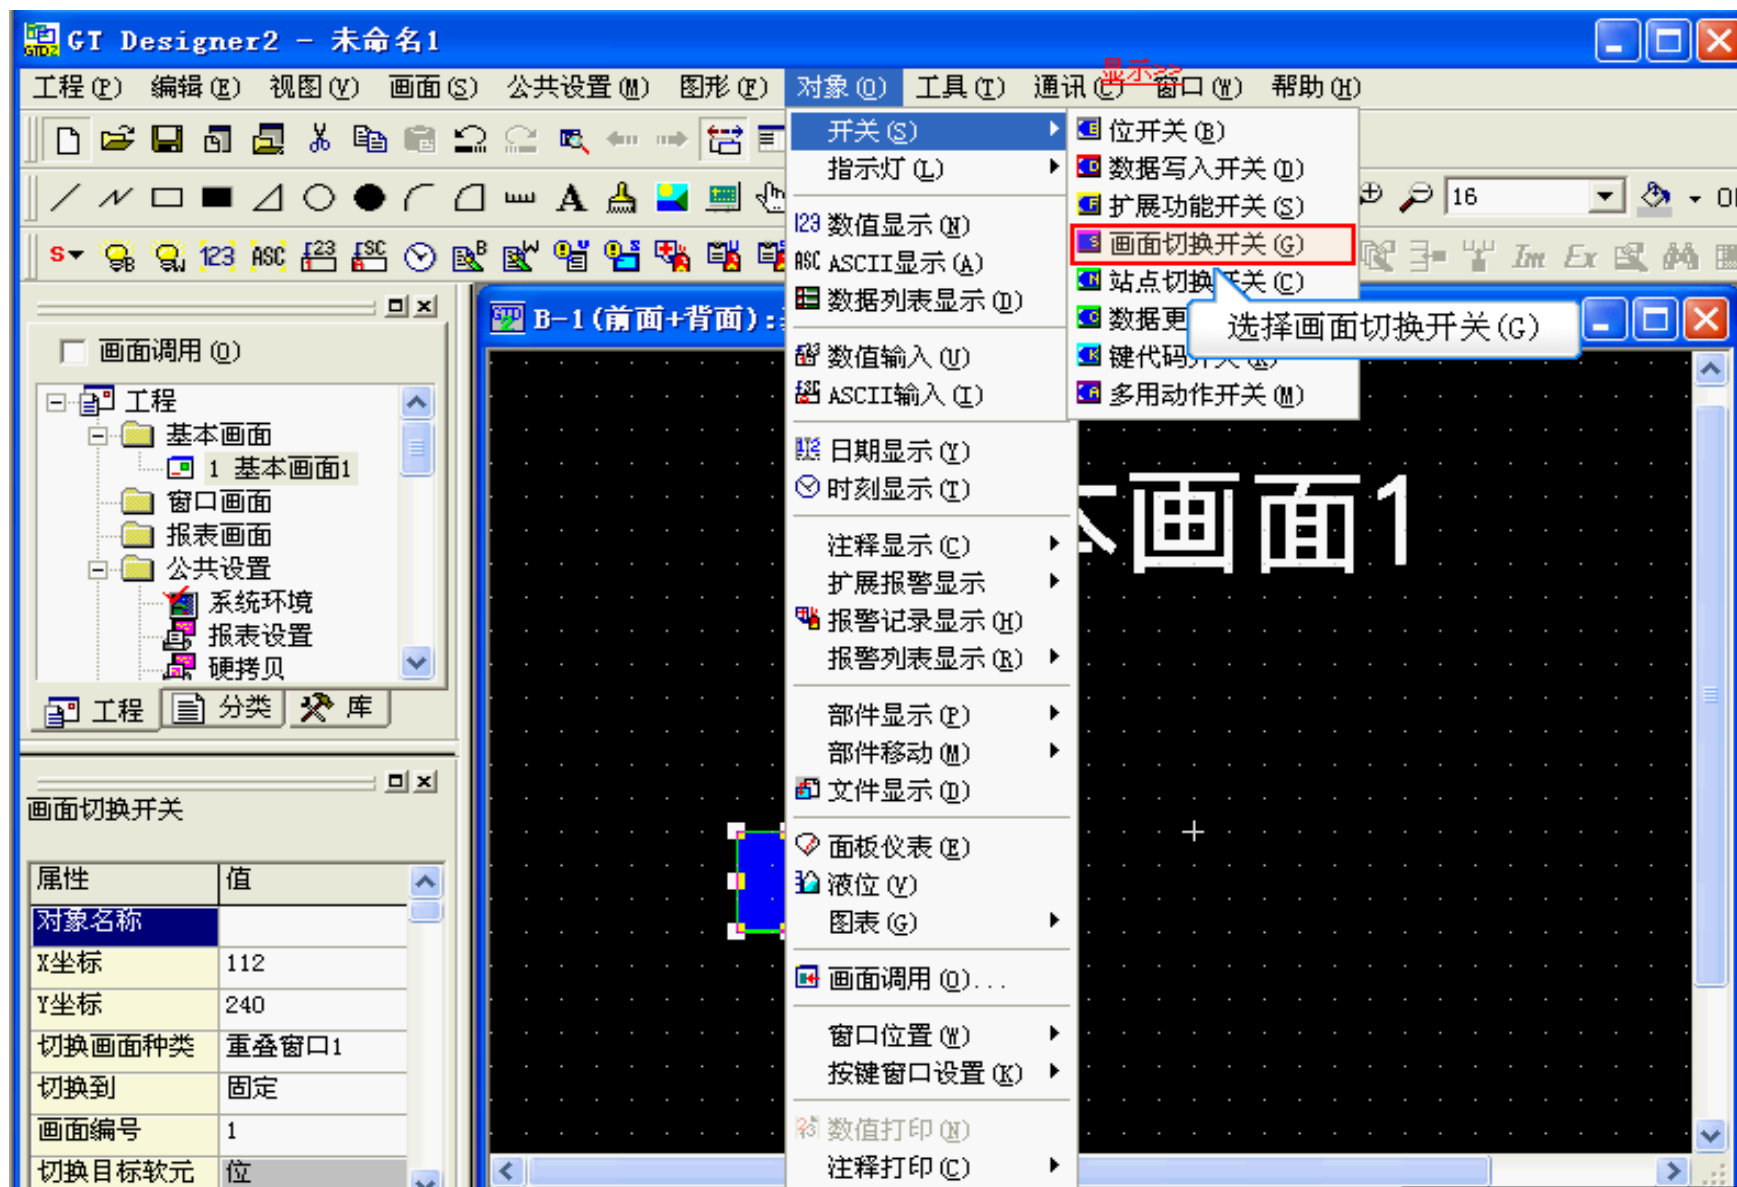 GT Designer2 - 未命名1
工程(P) 编辑(E) 视图(V) 画面(S) 公共设置(M) 图形(F) 对象(O) 工具(T) 通讯(C) 窗口(W) 帮助(H)
显示>>
16
B-1(前面+背面):
画面调用(O)
工程
基本画面
1 基本画面1
窗口画面
报表画面
公共设置
系统环境
报表设置
硬拷贝
工程 分类 库
画面切换开关
属性 值
对象名称
X坐标 112
Y坐标 240
切换画面种类 重叠窗口1
切换到 固定
画面编号 1
切换目标软元 位
开关(S)
指示灯(L)
数值显示(N)
ASCII显示(A)
数据列表显示(D)
数值输入(U)
ASCII输入(I)
日期显示(Y)
时刻显示(T)
注释显示(C)
扩展报警显示
报警记录显示(H)
报警列表显示(R)
部件显示(P)
部件移动(M)
文件显示(D)
面板仪表(E)
液位(V)
图表(G)
画面调用(O)...
窗口位置(W)
按键窗口设置(K)
数值打印(N)
注释打印(C)
位开关(B)
数据写入开关(D)
扩展功能开关(S)
画面切换开关(G)
站点切换开关(C)
数据更
键代码开关(K)
多用动作开关(M)
选择画面切换开关(G)
本画面1